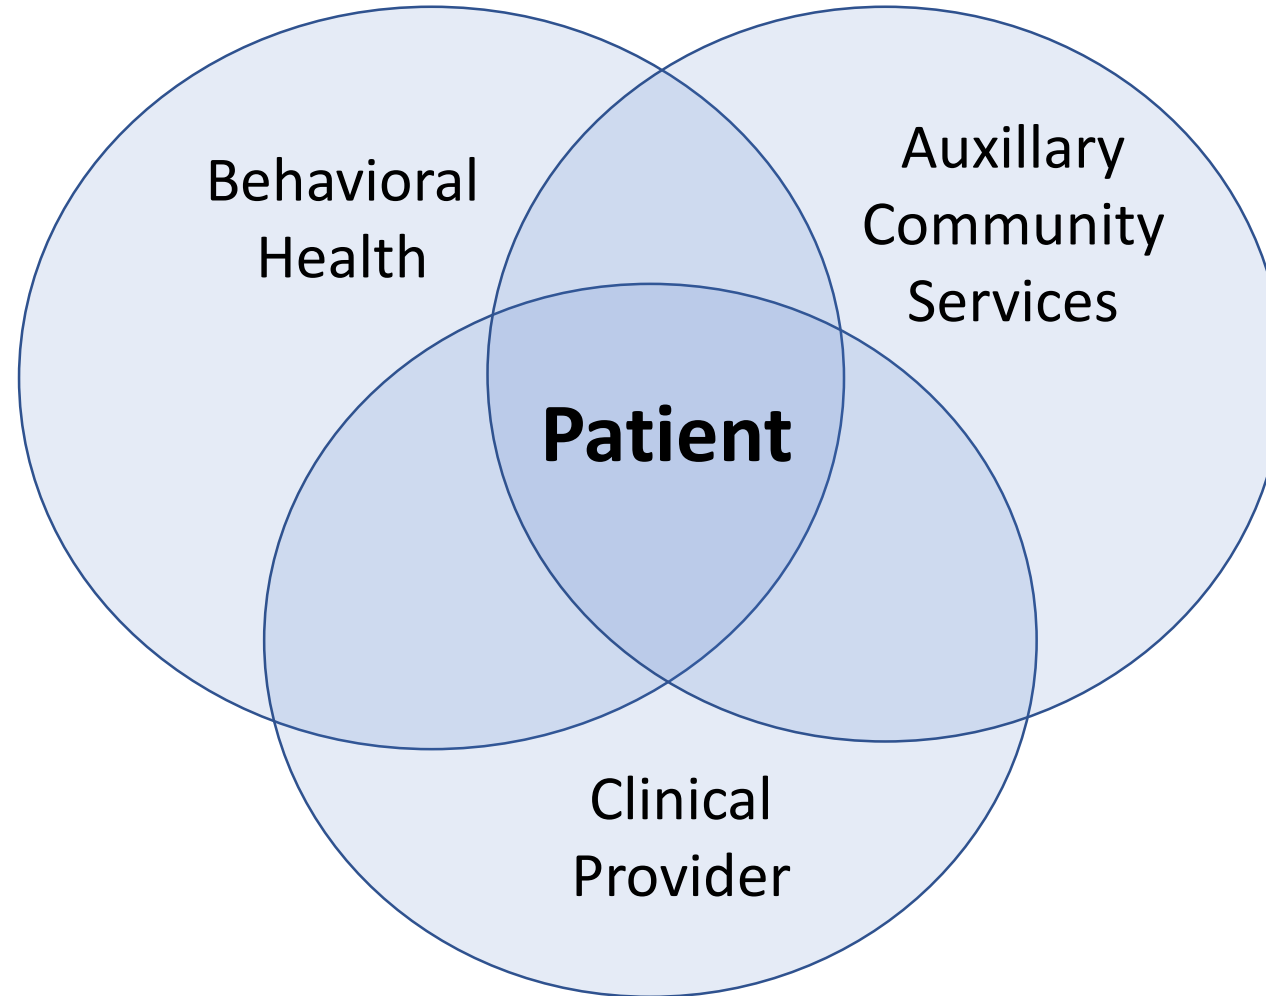 Behavioral
Health
Auxillary
Community
Services
Patient
Clinical
Provider